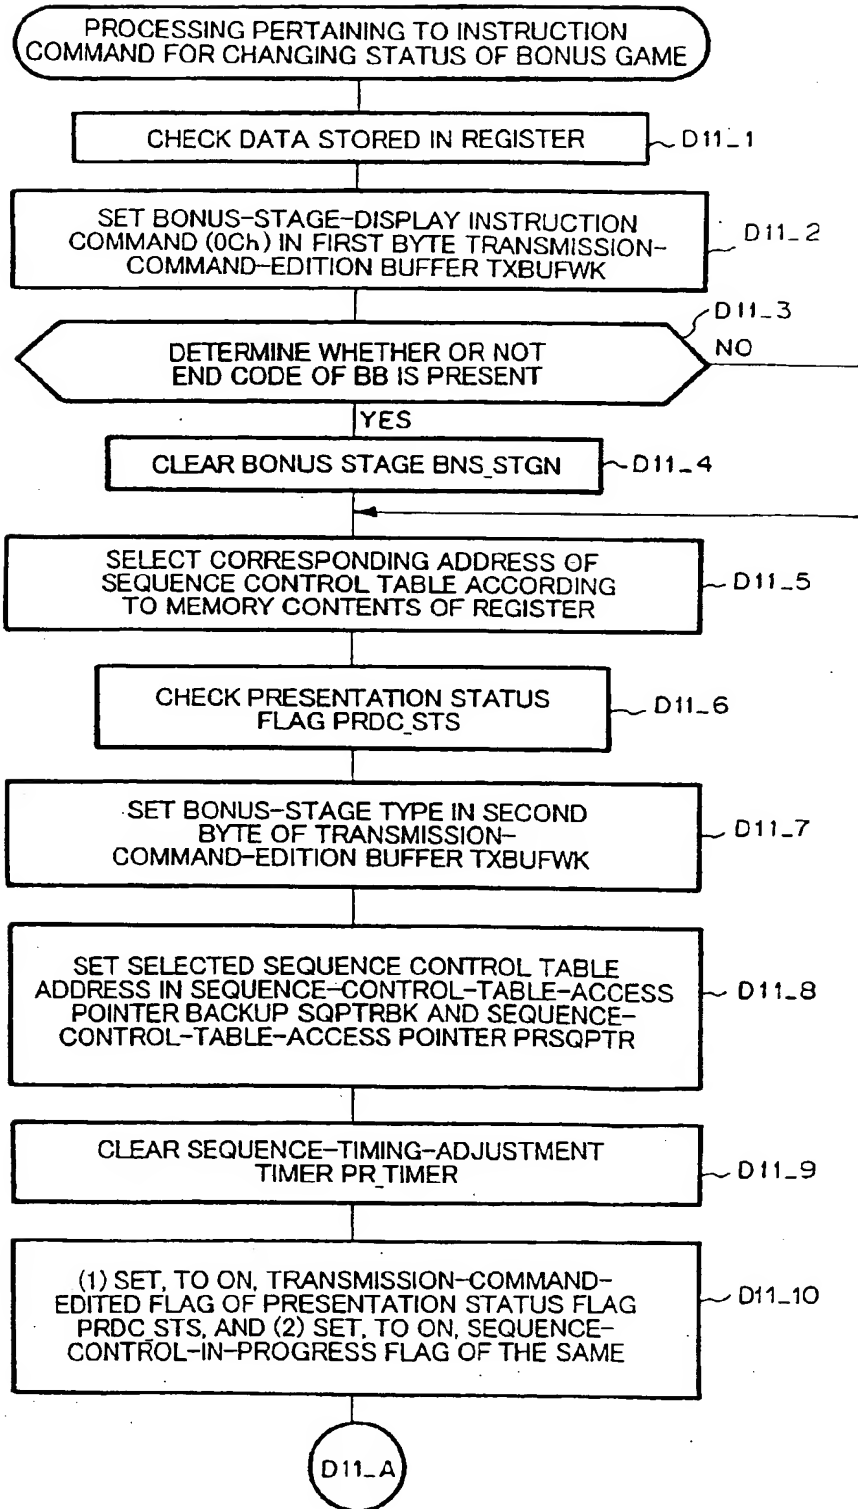 PROCESSING PERTAINING TO INSTRUCTION
COMMAND FOR CHANGING STATUS OF BONUS GAME
CHECK DATA STORED IN REGISTER
D11_1
SET BONUS-STAGE-DISPLAY INSTRUCTION
COMMAND (0Ch) IN FIRST BYTE TRANSMISSION-
COMMAND-EDITION BUFFER TXBUFWK
D11_2
D11_3
DETERMINE WHETHER OR NOT
END CODE OF BB IS PRESENT
NO
YES
CLEAR BONUS STAGE BNS_STGN
D11_4
SELECT CORRESPONDING ADDRESS OF
SEQUENCE CONTROL TABLE ACCORDING
TO MEMORY CONTENTS OF REGISTER
D11_5
CHECK PRESENTATION STATUS
FLAG PRDC_STS
D11_6
SET BONUS-STAGE TYPE IN SECOND
BYTE OF TRANSMISSION-
COMMAND-EDITION BUFFER TXBUFWK
D11_7
SET SELECTED SEQUENCE CONTROL TABLE
ADDRESS IN SEQUENCE-CONTROL-TABLE-ACCESS
POINTER BACKUP SQPTRBK AND SEQUENCE-
CONTROL-TABLE-ACCESS POINTER PRSQPTR
D11_8
CLEAR SEQUENCE-TIMING-ADJUSTMENT
TIMER PR_TIMER
D11_9
(1) SET, TO ON, TRANSMISSION-COMMAND-
EDITED FLAG OF PRESENTATION STATUS FLAG
PRDC_STS, AND (2) SET, TO ON, SEQUENCE-
CONTROL-IN-PROGRESS FLAG OF THE SAME
D11_10
D11_A